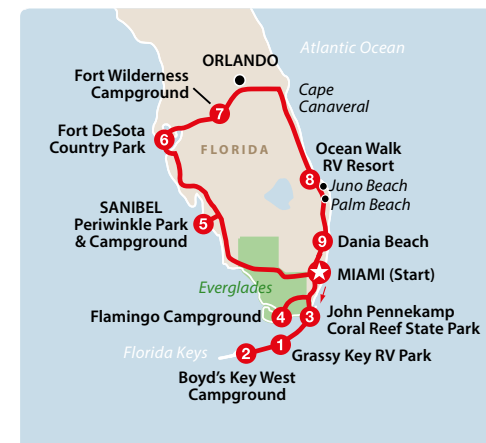 Atlantic Ocean
ORLANDO
Fort Wilderness
Campground
Cape
Canaveral
7
Fort DeSota
Country Park
6
FLORIDA
Ocean Walk
RV Resort
8
Juno Beach
Palm Beach
SANIBEL
Periwinkle Park
& Campground
5
9
Dania Beach
MIAMI (Start)
Everglades
Flamingo Campground
4
3
John Pennekamp
Coral Reef State Park
Florida Keys
2
1
Grassy Key RV Park
Boyd's Key West
Campground